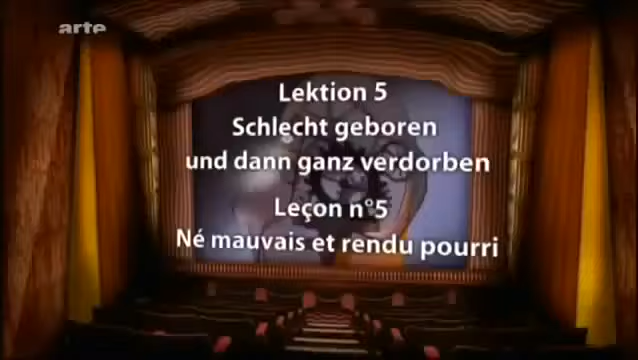 arte
Lektion 5
Schlecht geboren
und dann ganz verdorben
Leçon n°5
Né mauvais et rendu pourri